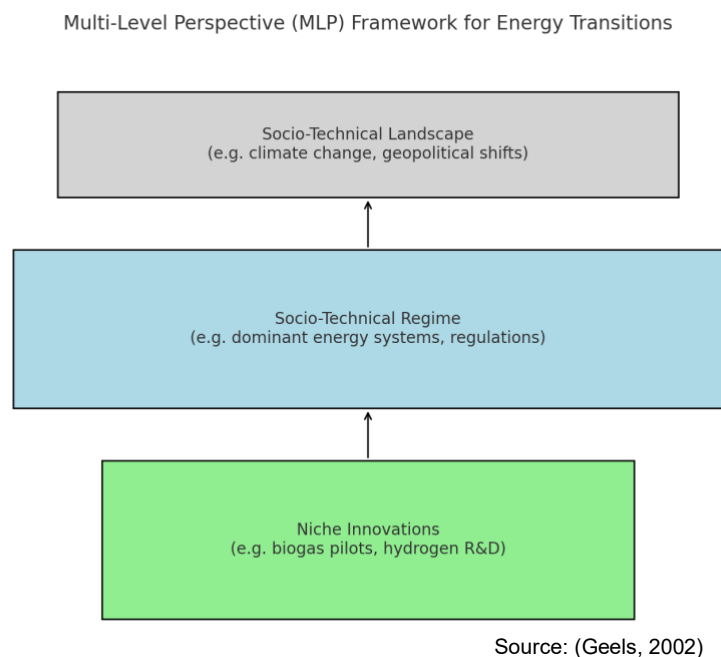 Multi-Level Perspective (MLP) Framework for Energy Transitions
Socio-Technical Landscape
(e.g. climate change, geopolitical shifts)
Socio-Technical Regime
(e.g. dominant energy systems, regulations)
Niche Innovations
(e.g. biogas pilots, hydrogen R&D)
Source: (Geels, 2002)